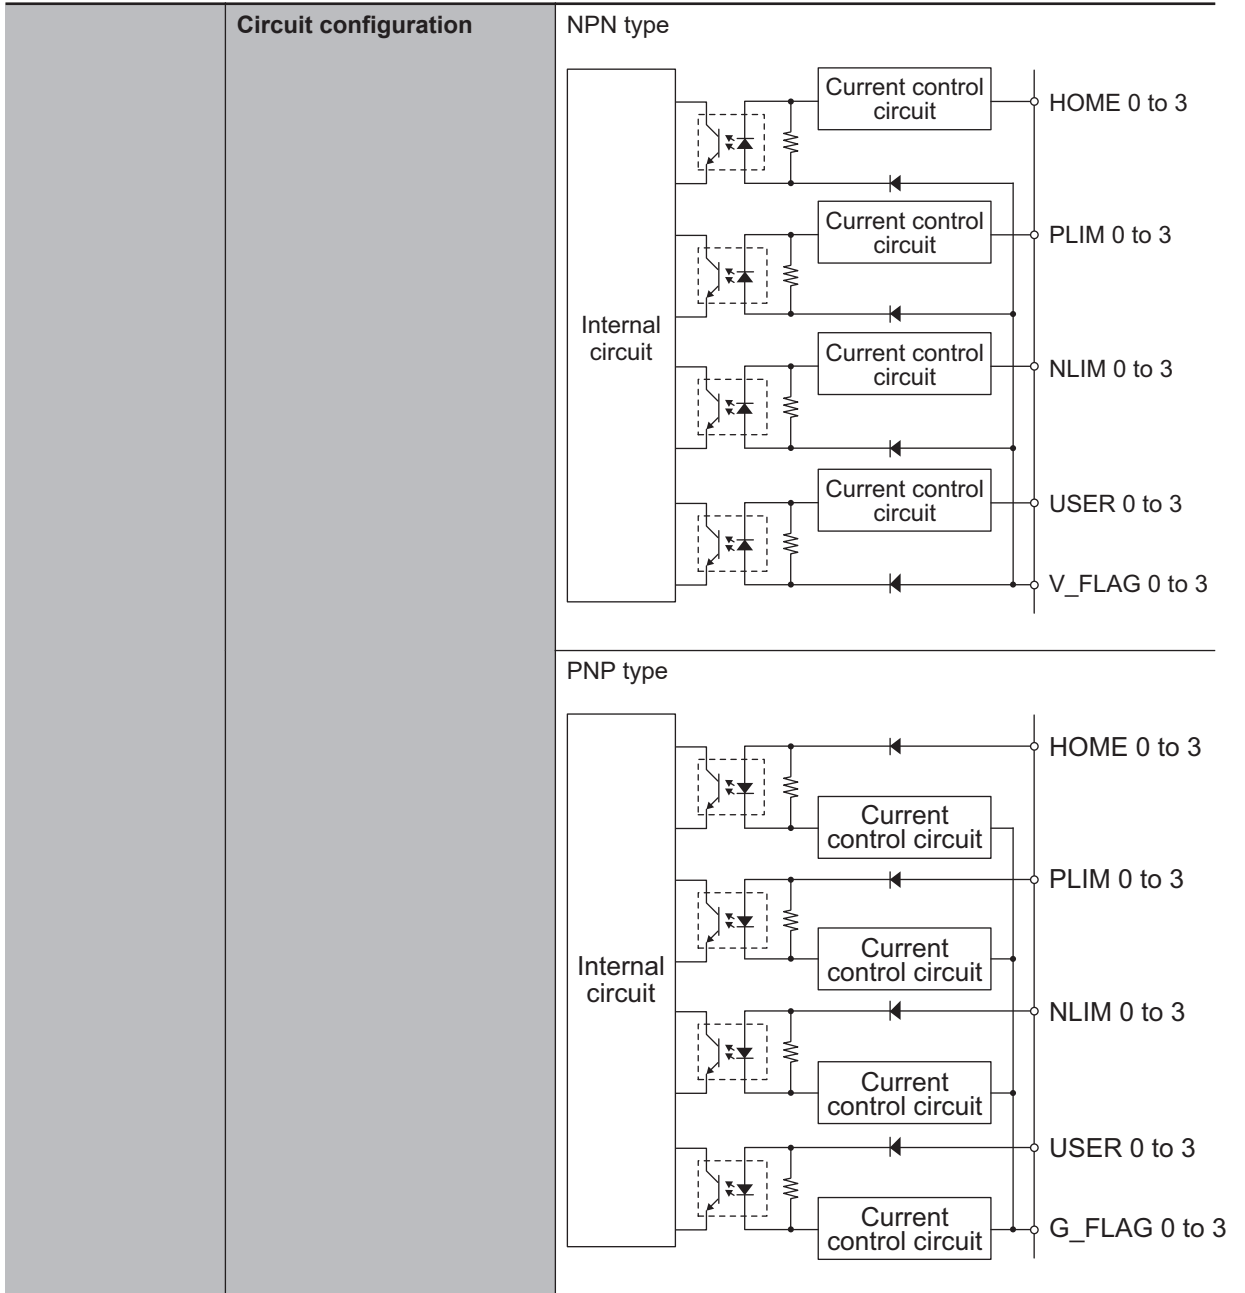 Circuit configuration
NPN type
Current control
circuit
HOME 0 to 3
Current control
circuit
PLIM 0 to 3
Internal
circuit
Current control
circuit
NLIM 0 to 3
Current control
circuit
USER 0 to 3
V_FLAG 0 to 3
PNP type
HOME 0 to 3
Current
control circuit
PLIM 0 to 3
Current
control circuit
Internal
circuit
NLIM 0 to 3
Current
control circuit
USER 0 to 3
Current
control circuit
G_FLAG 0 to 3